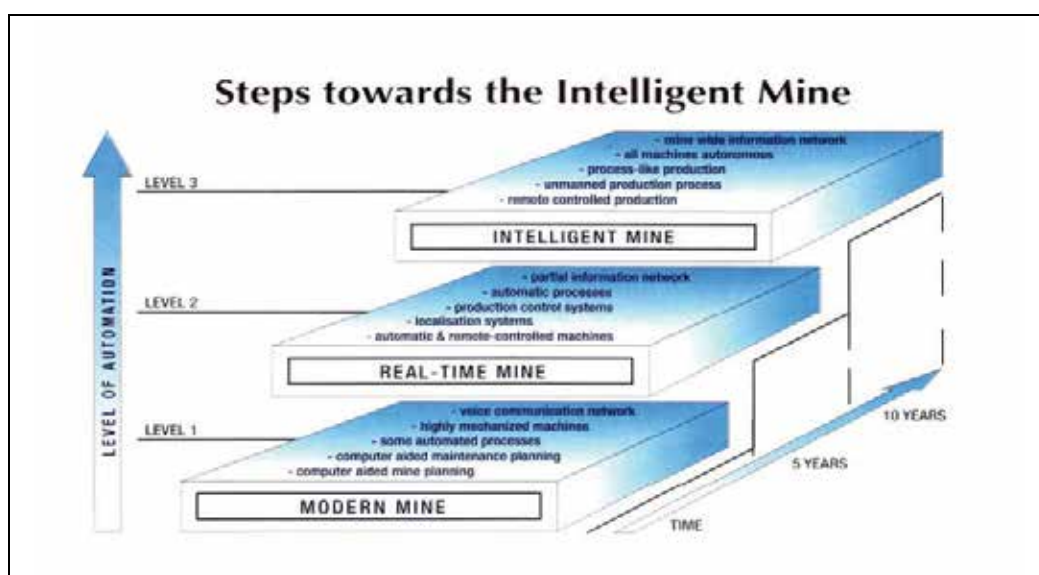 Steps towards the Intelligent Mine
LEVEL OF AUTOMATION
LEVEL 3
- mine wide information network
- all machines autonomous
- process-like production
- unmanned production process
- remote controlled production
INTELLIGENT MINE
LEVEL 2
- partial information network
- automatic processes
- production control systems
- localisation systems
- automatic & remote-controlled machines
REAL-TIME MINE
LEVEL 1
- voice communication network
- highly mechanized machines
- some automated processes
- computer aided maintenance planning
- computer aided mine planning
MODERN MINE
TIME
5 YEARS
10 YEARS